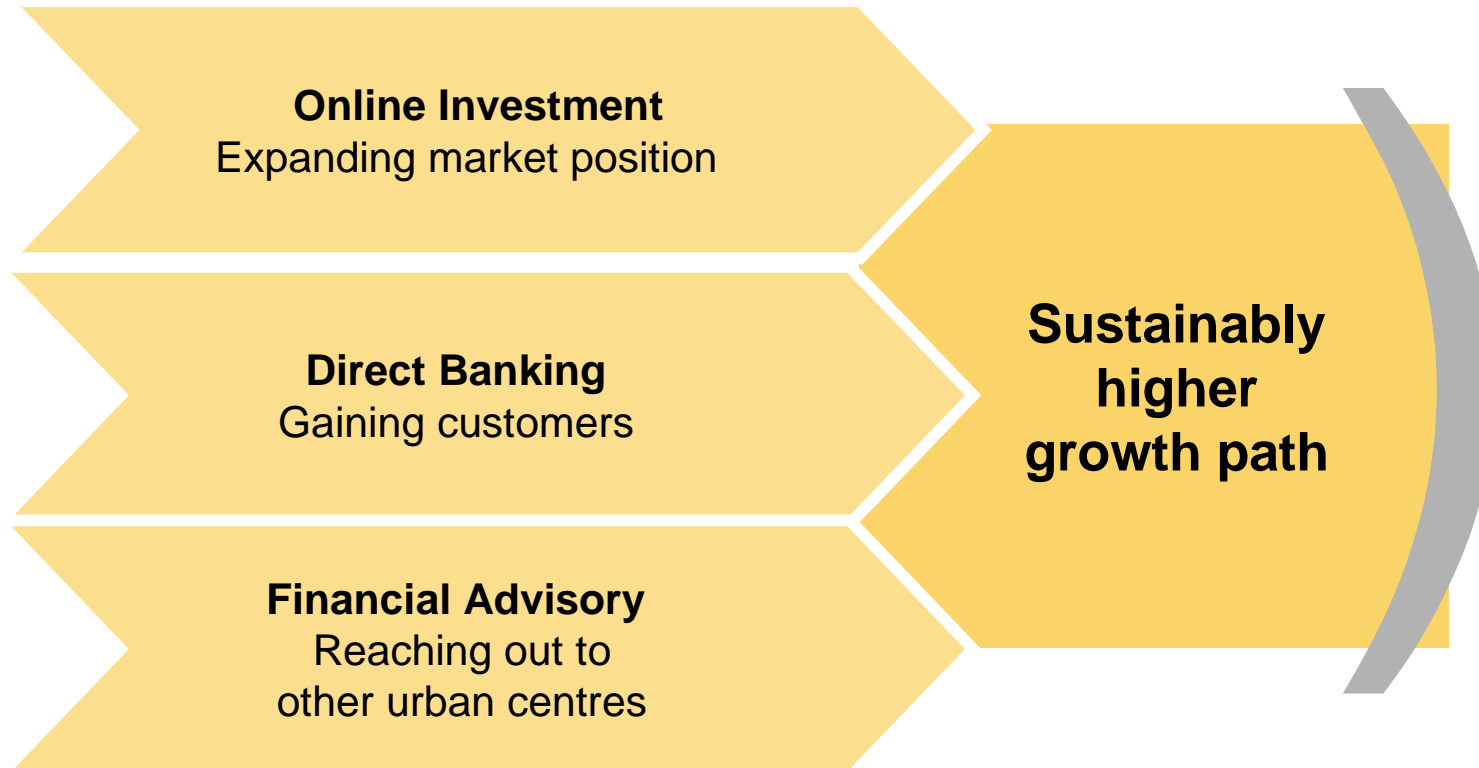 Online Investment
Expanding market position
Direct Banking
Gaining customers
Financial Advisory
Reaching out to
other urban centres
Sustainably
higher
growth path